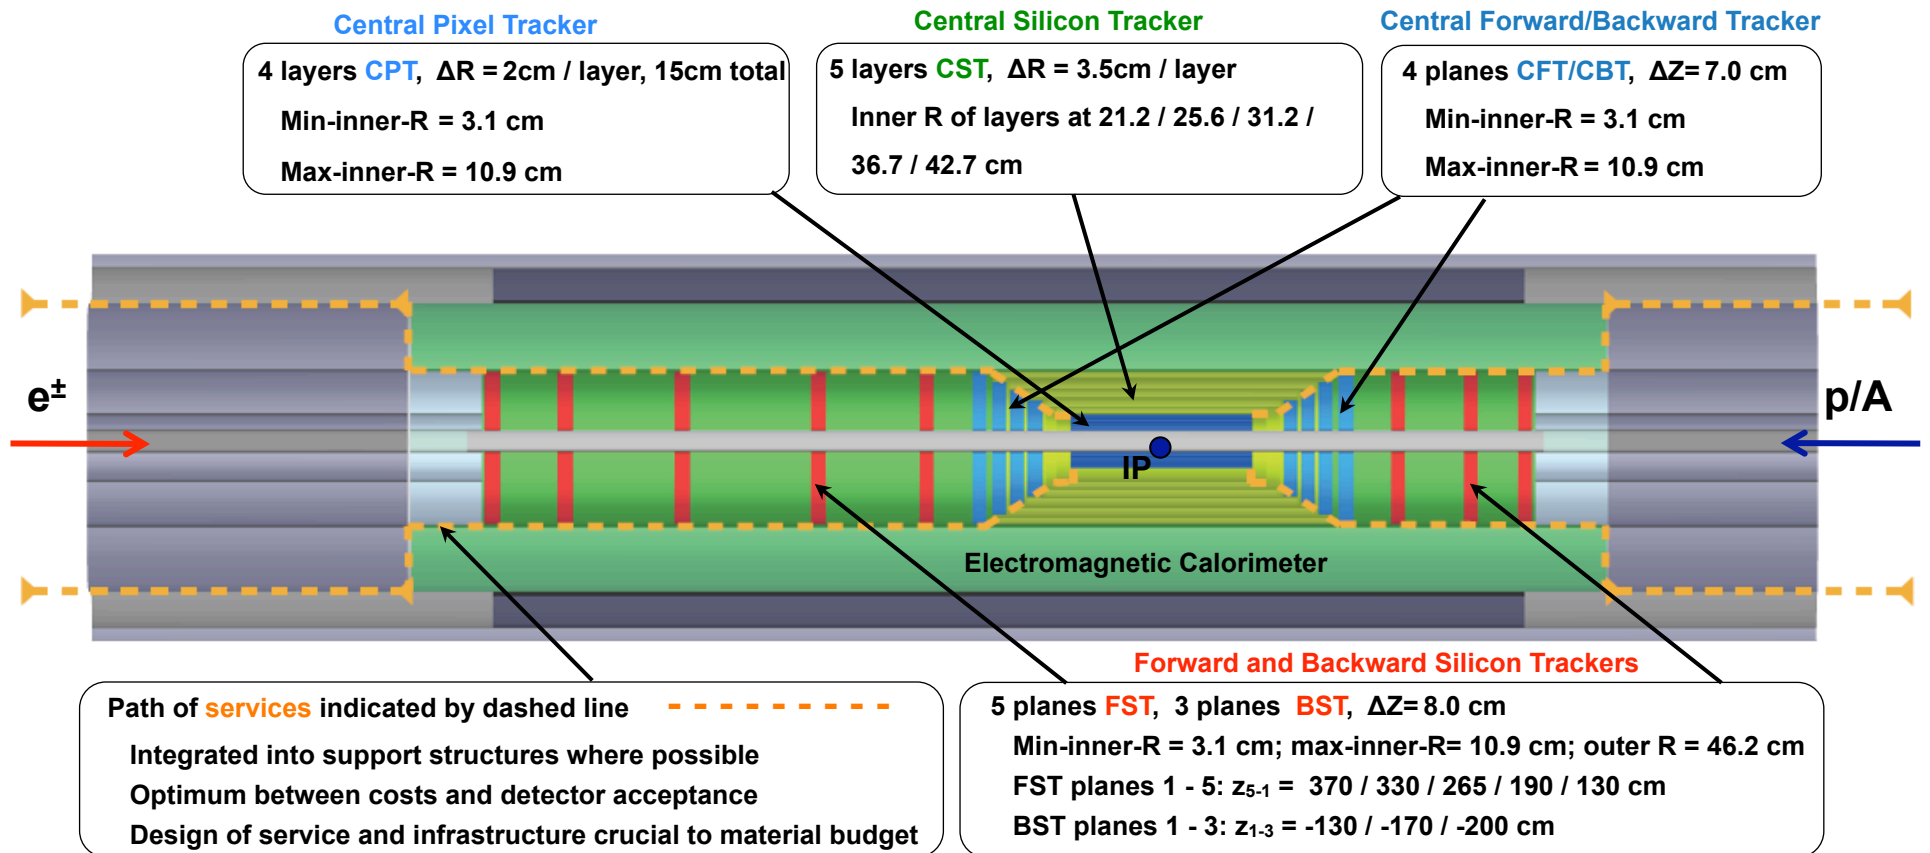 Central Pixel Tracker
4 layers CPT, ΔR = 2cm / layer, 15cm total
Min-inner-R = 3.1 cm
Max-inner-R = 10.9 cm
Central Silicon Tracker
5 layers CST, ΔR = 3.5cm / layer
Inner R of layers at 21.2 / 25.6 / 31.2 /
36.7 / 42.7 cm
Central Forward/Backward Tracker
4 planes CFT/CBT, ΔZ= 7.0 cm
Min-inner-R = 3.1 cm
Max-inner-R = 10.9 cm
e±
p/A
IP
Electromagnetic Calorimeter
Path of services indicated by dashed line
Integrated into support structures where possible
Optimum between costs and detector acceptance
Design of service and infrastructure crucial to material budget
Forward and Backward Silicon Trackers
5 planes FST, 3 planes BST, ΔZ= 8.0 cm
Min-inner-R = 3.1 cm; max-inner-R= 10.9 cm; outer R = 46.2 cm
FST planes 1 - 5: z5-1 = 370 / 330 / 265 / 190 / 130 cm
BST planes 1 - 3: z1-3 = -130 / -170 / -200 cm